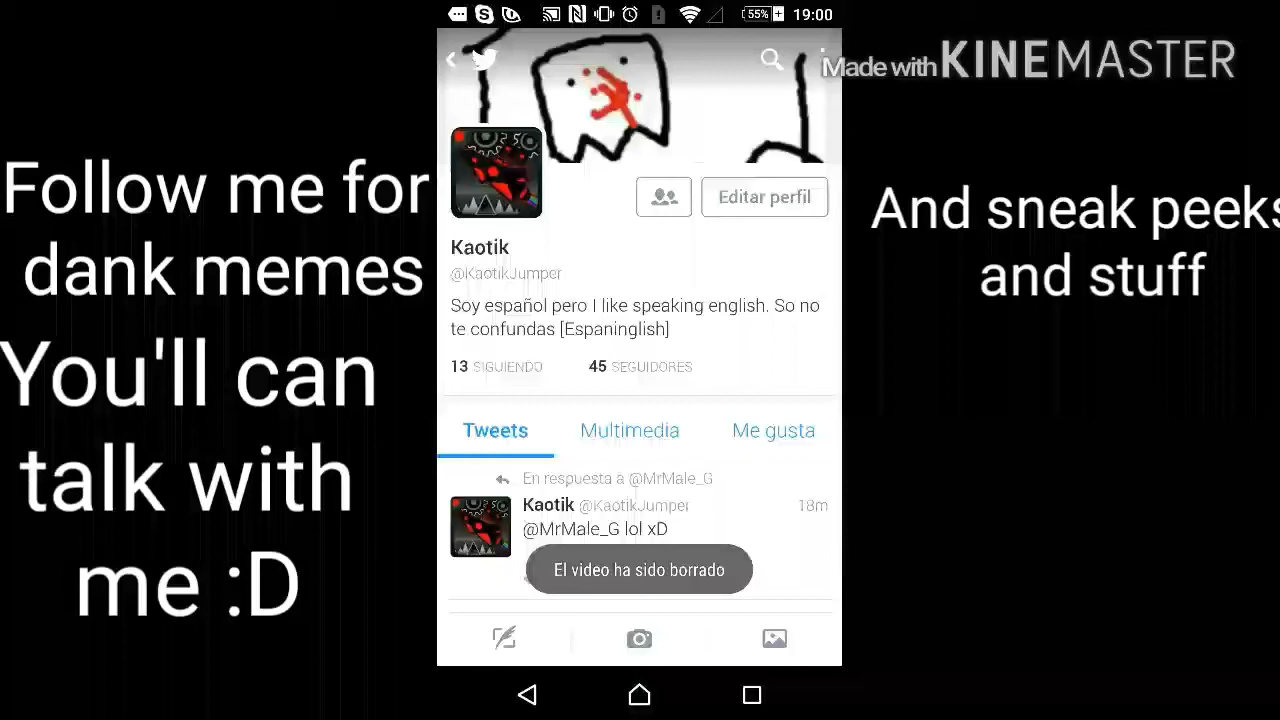 55% 19:00
Made with KINEMASTER
Follow me for
dank memes
You'll can
talk with
me :D
And sneak peeks
and stuff
Editar perfil
Kaotik
@KaotikJumper
Soy español pero I like speaking english. So no
te confundas [Espaninglish]
13 SIGUIENDO 45 SEGUIDORES
Tweets Multimedia Me gusta
En respuesta a @MrMale_G
Kaotik @KaotikJumper 18m
@MrMale_G lol xD
El video ha sido borrado